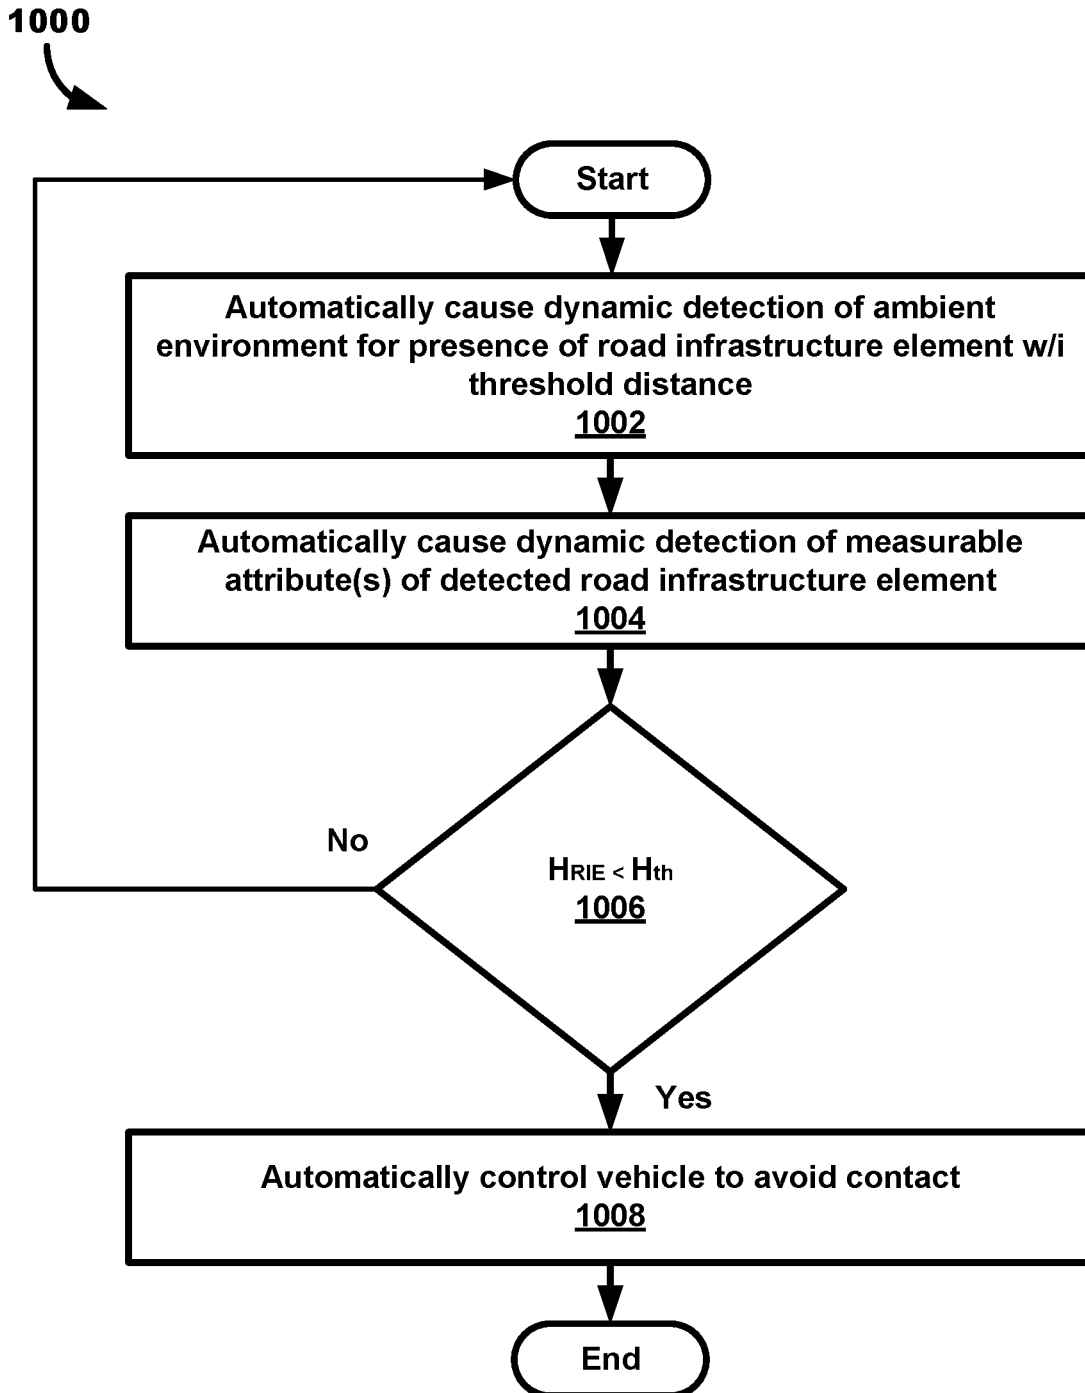 1000
Start
Automatically cause dynamic detection of ambient
environment for presence of road infrastructure element w/i
threshold distance
1002
Automatically cause dynamic detection of measurable
attribute(s) of detected road infrastructure element
1004
No
HRIE < Hth
1006
Yes
Automatically control vehicle to avoid contact
1008
End